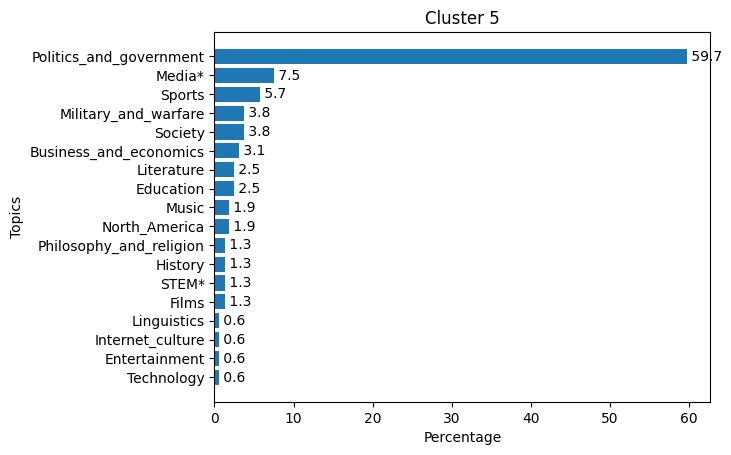 Cluster 5
Politics_and_government 59.7
Media* 7.5
Sports 5.7
Military_and_warfare 3.8
Society 3.8
Business_and_economics 3.1
Literature 2.5
Education 2.5
Music 1.9
North_America 1.9
Philosophy_and_religion 1.3
History 1.3
STEM* 1.3
Films 1.3
Linguistics 0.6
Internet_culture 0.6
Entertainment 0.6
Technology 0.6
0 10 20 30 40 50 60
Percentage
Topics